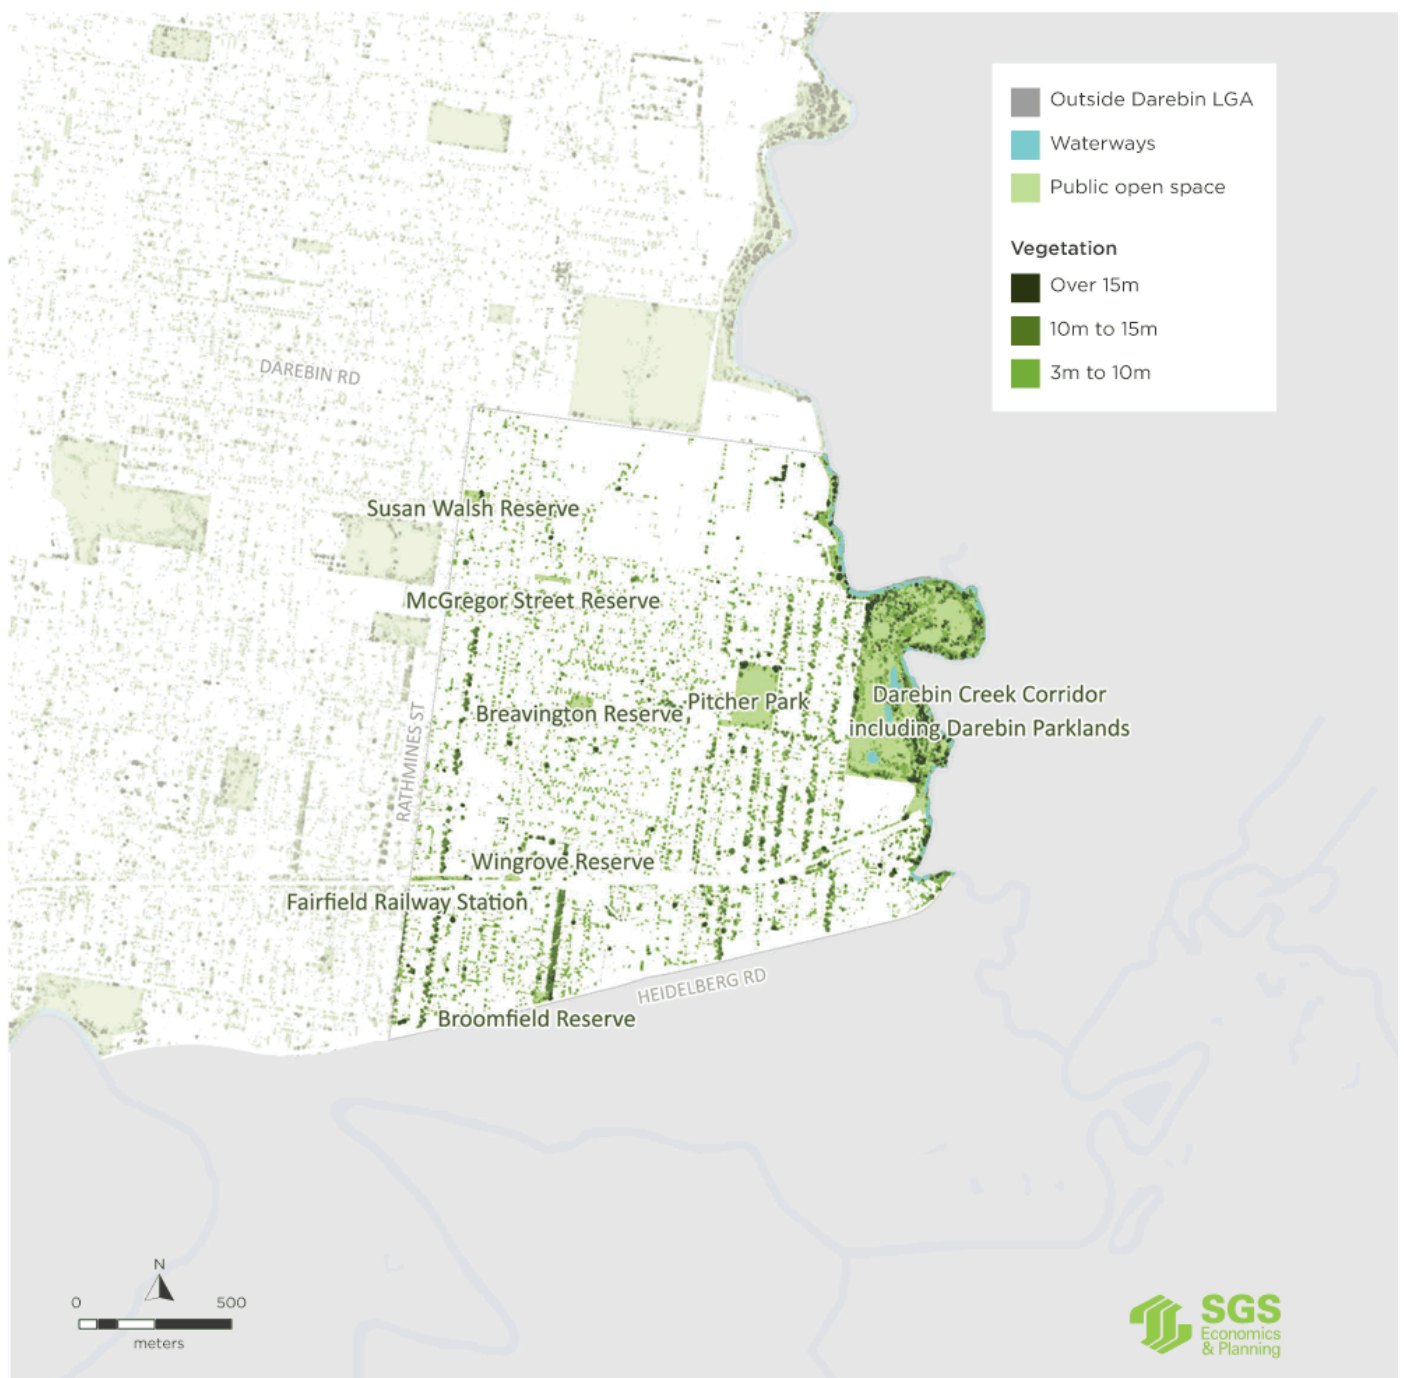 Outside Darebin LGA
Waterways
Public open space
Vegetation
Over 15m
10m to 15m
3m to 10m
DAREBIN RD
Susan Walsh Reserve
McGregor Street Reserve
Breavington Reserve
Pitcher Park
Darebin Creek Corridor
including Darebin Parklands
RATHMINES ST
Wingrove Reserve
Fairfield Railway Station
HEIDELBERG RD
Broomfield Reserve
N
0 500
meters
SGS
Economics
& Planning